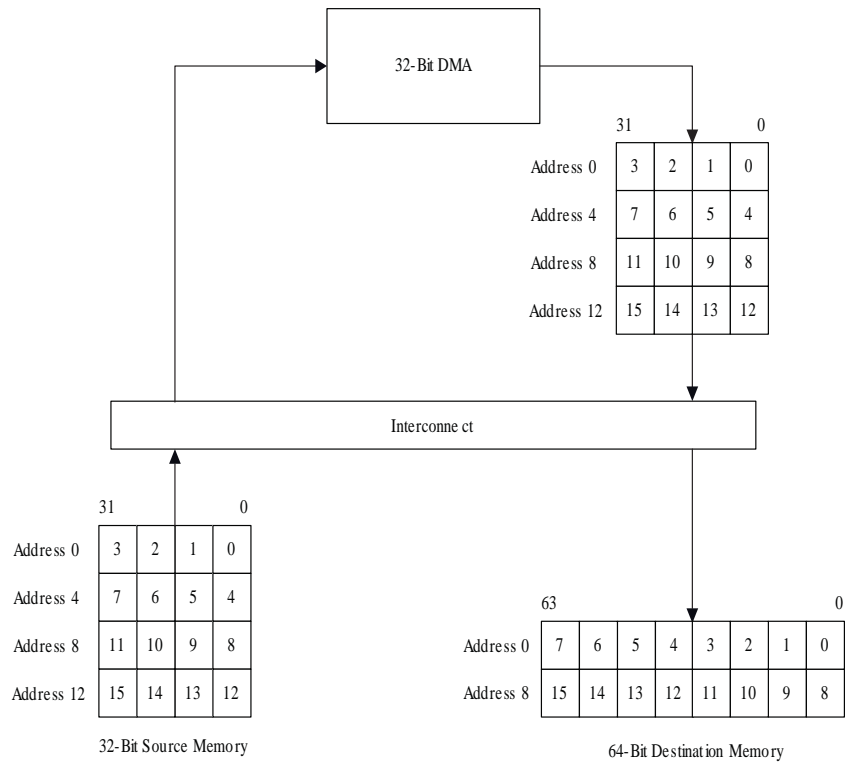 32-Bit DMA
31 0
Address 0 3 2 1 0
Address 4 7 6 5 4
Address 8 11 10 9 8
Address 12 15 14 13 12
Interconne ct
31 0
Address 0 3 2 1 0
Address 4 7 6 5 4
Address 8 11 10 9 8
Address 12 15 14 13 12
32-Bit Source Memory
63 0
Address 0 7 6 5 4 3 2 1 0
Address 8 15 14 13 12 11 10 9 8
64-Bit Destination Memory